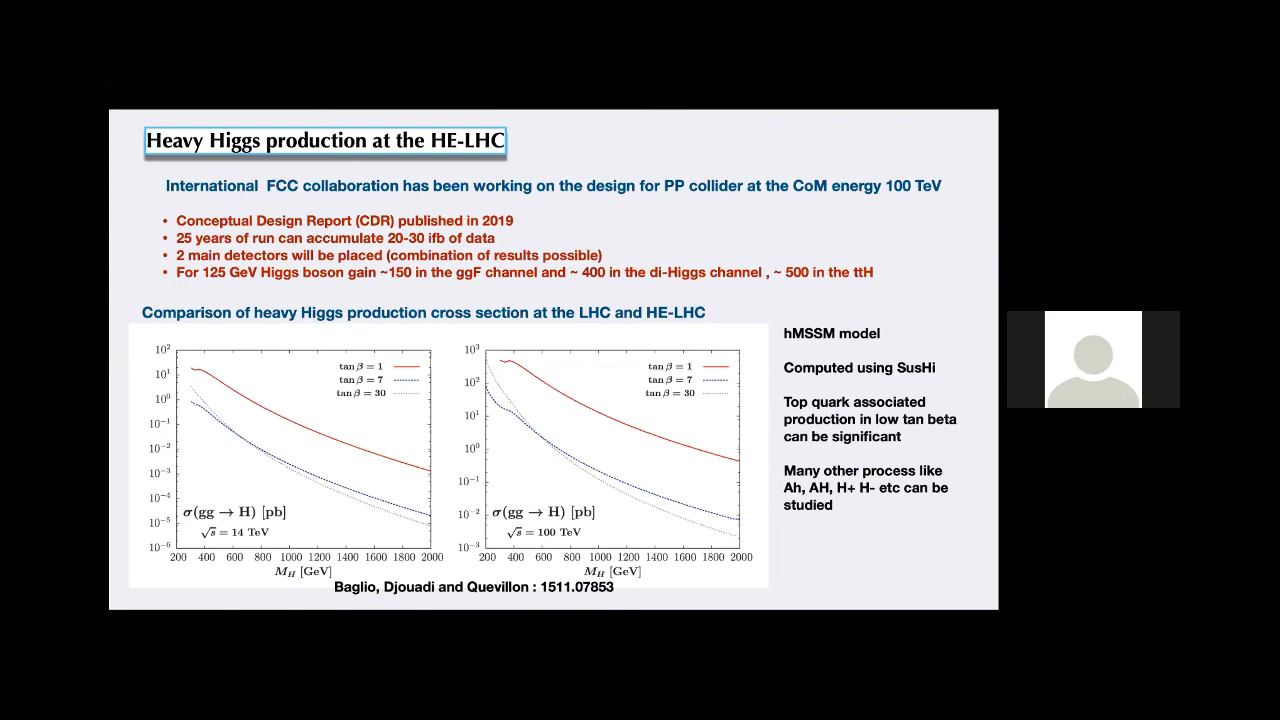 Heavy Higgs production at the HE-LHC
International FCC collaboration has been working on the design for PP collider at the CoM energy 100 TeV
• Conceptual Design Report (CDR) published in 2019
• 25 years of run can accumulate 20-30 ifb of data
• 2 main detectors will be placed (combination of results possible)
• For 125 GeV Higgs boson gain ~150 in the ggF channel and ~ 400 in the di-Higgs channel , ~ 500 in the ttH
Comparison of heavy Higgs production cross section at the LHC and HE-LHC
10²
10¹
10⁰
10⁻¹
10⁻²
10⁻³
10⁻⁴
10⁻⁵
10⁻⁶
tan β = 1
tan β = 7
tan β = 30
σ(gg → H) [pb]
√s = 14 TeV
200 400 600 800 1000 1200 1400 1600 1800 2000
M_H [GeV]
10³
10²
10¹
10⁰
10⁻¹
10⁻²
10⁻³
tan β = 1
tan β = 7
tan β = 30
σ(gg → H) [pb]
√s = 100 TeV
200 400 600 800 1000 1200 1400 1600 1800 2000
M_H [GeV]
Baglio, Djouadi and Quevillon : 1511.07853
hMSSM model
Computed using SusHi
Top quark associated
production in low tan beta
can be significant
Many other process like
Ah, AH, H+ H- etc can be
studied